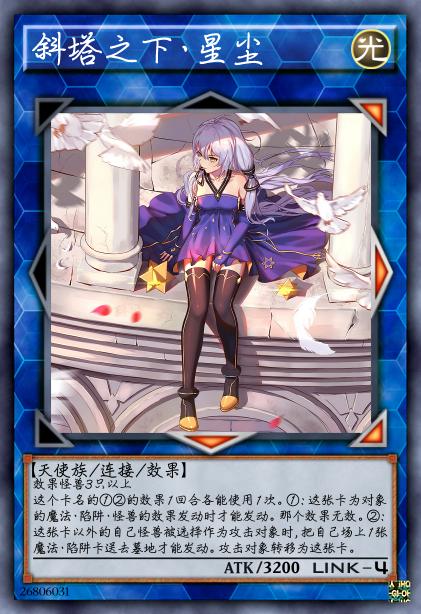 斜塔之下·星尘
光
【天使族/连接/效果】
效果怪兽3只以上
这个卡名的①②的效果1回合各能使用1次。①：这张卡为对象
的魔法·陷阱·怪兽的效果发动时才能发动。那个效果无效。②：
这张卡以外的自己怪兽被选择作为攻击对象时，把自己场上1张
魔法·陷阱卡送去墓地才能发动。攻击对象转移为这张卡。
ATK/3200 LINK-4
26806031